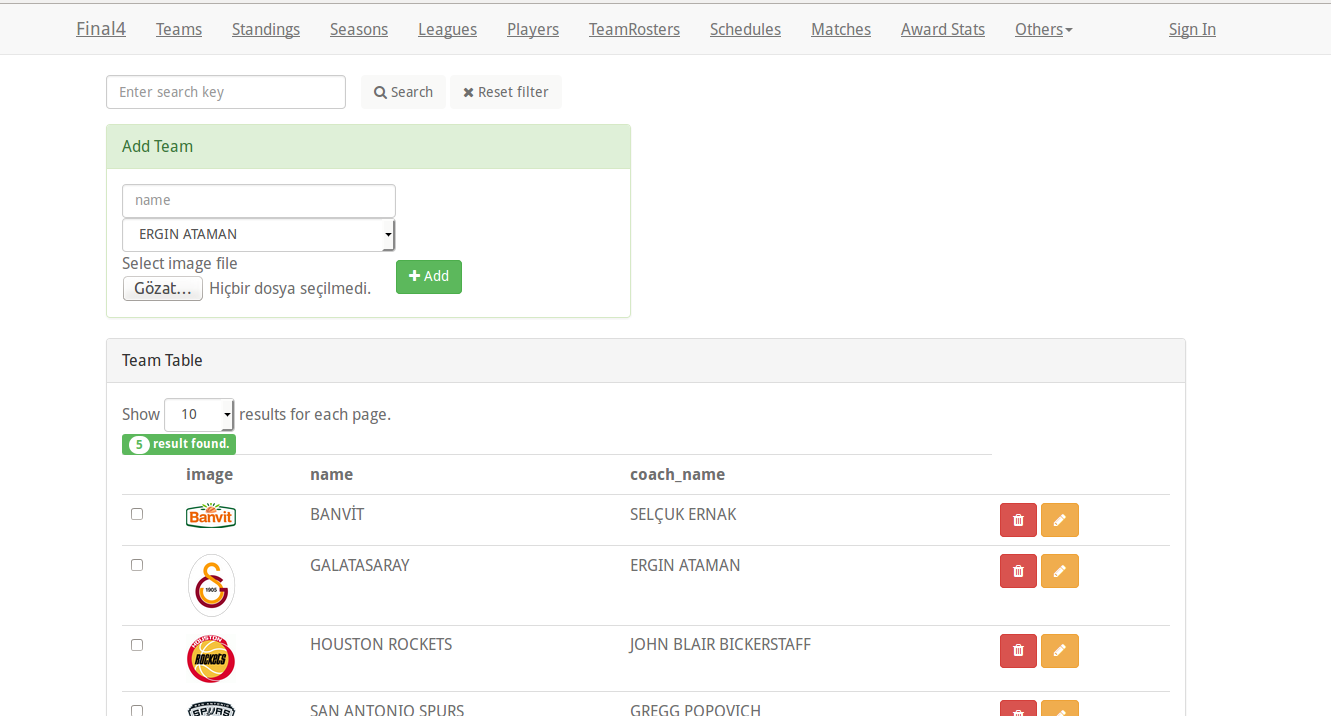 Final4 Teams Standings Seasons Leagues Players TeamRosters Schedules Matches Award Stats Others Sign In
Enter search key Search Reset filter
Add Team
name
ERGIN ATAMAN
Select image file
Add
Gözat... Hiçbir dosya seçilmedi.
Team Table
Show 10 results for each page.
5 result found.
image name coach_name
Banvit BANVİT SELÇUK ERNAK
1905 GALATASARAY ERGIN ATAMAN
HOUSTON ROCKETS HOUSTON ROCKETS JOHN BLAIR BICKERSTAFF
SAN ANTONIO SPURS SAN ANTONIO SPURS GREGG POPOVICH